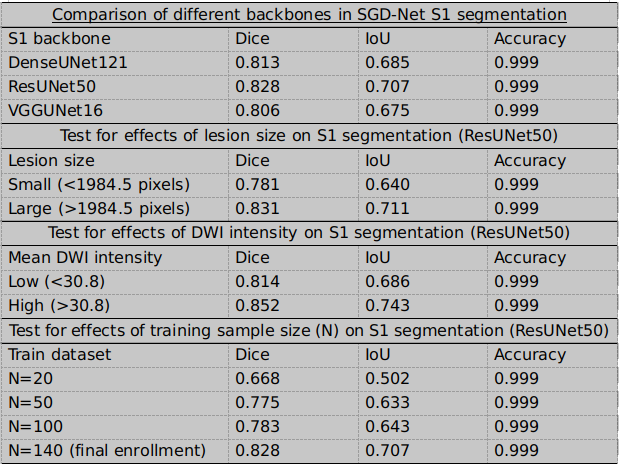 Comparison of different backbones in SGD-Net S1 segmentation
S1 backbone Dice IoU Accuracy
DenseUNet121 0.813 0.685 0.999
ResUNet50 0.828 0.707 0.999
VGGUNet16 0.806 0.675 0.999
Test for effects of lesion size on S1 segmentation (ResUNet50)
Lesion size Dice IoU Accuracy
Small (<1984.5 pixels) 0.781 0.640 0.999
Large (>1984.5 pixels) 0.831 0.711 0.999
Test for effects of DWI intensity on S1 segmentation (ResUNet50)
Mean DWI intensity Dice IoU Accuracy
Low (<30.8) 0.814 0.686 0.999
High (>30.8) 0.852 0.743 0.999
Test for effects of training sample size (N) on S1 segmentation (ResUNet50)
Train dataset Dice IoU Accuracy
N=20 0.668 0.502 0.999
N=50 0.775 0.633 0.999
N=100 0.783 0.643 0.999
N=140 (final enrollment) 0.828 0.707 0.999